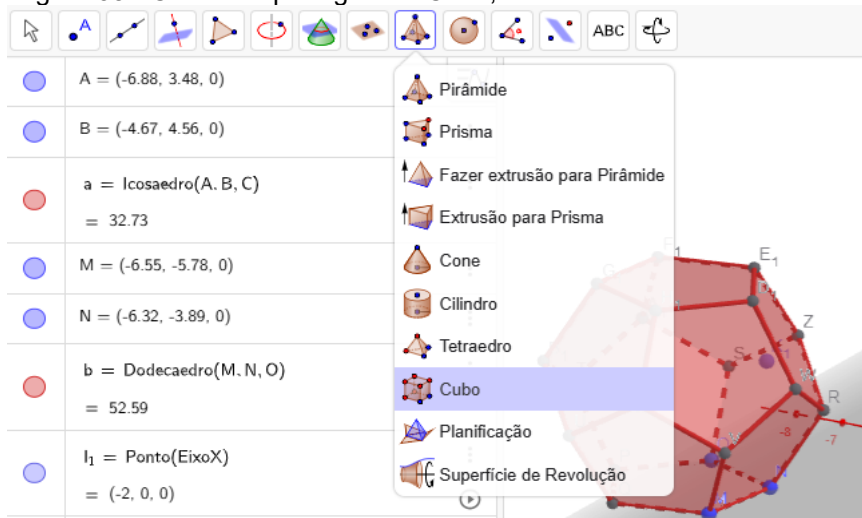 A
ABC
A = (-6.88, 3.48, 0)
B = (-4.67, 4.56, 0)
a = Icosaedro(A, B, C)
= 32.73
M = (-6.55, -5.78, 0)
N = (-6.32, -3.89, 0)
b = Dodecaedro(M, N, O)
= 52.59
I₁ = Ponto(EixoX)
= (-2, 0, 0)
Pirâmide
Prisma
Fazer extrusão para Pirâmide
Extrusão para Prisma
Cone
Cilindro
Tetraedro
Cubo
Planificação
Superfície de Revolução
E₁
Z
S
R
-8
-7